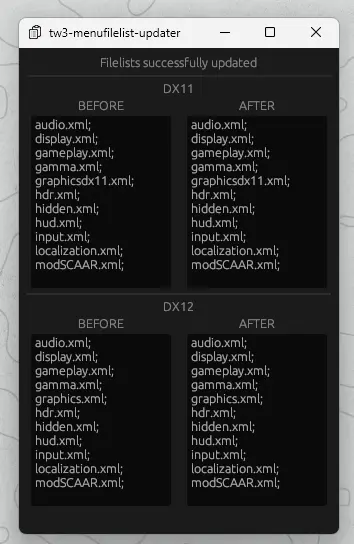 tw3-menufilelist-updater
Filelists successfully updated
DX11
BEFORE
audio.xml;
display.xml;
gameplay.xml;
gamma.xml;
graphicsdx11.xml;
hdr.xml;
hidden.xml;
hud.xml;
input.xml;
localization.xml;
modSCAAR.xml;
AFTER
audio.xml;
display.xml;
gameplay.xml;
gamma.xml;
graphicsdx11.xml;
hdr.xml;
hidden.xml;
hud.xml;
input.xml;
localization.xml;
modSCAAR.xml;
DX12
BEFORE
audio.xml;
display.xml;
gameplay.xml;
gamma.xml;
graphics.xml;
hdr.xml;
hidden.xml;
hud.xml;
input.xml;
localization.xml;
modSCAAR.xml;
AFTER
audio.xml;
display.xml;
gameplay.xml;
gamma.xml;
graphics.xml;
hdr.xml;
hidden.xml;
hud.xml;
input.xml;
localization.xml;
modSCAAR.xml;